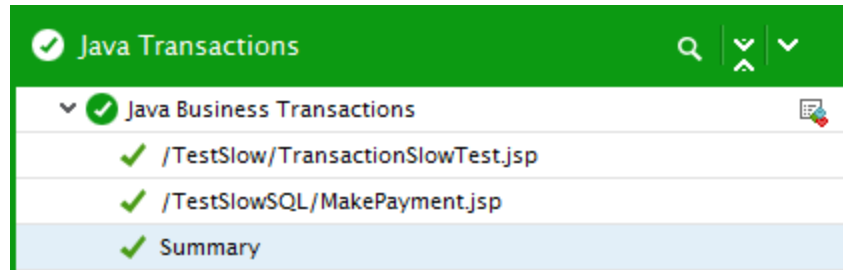 Java Transactions
Java Business Transactions
/TestSlow/TransactionSlowTest.jsp
/TestSlowSQL/MakePayment.jsp
Summary